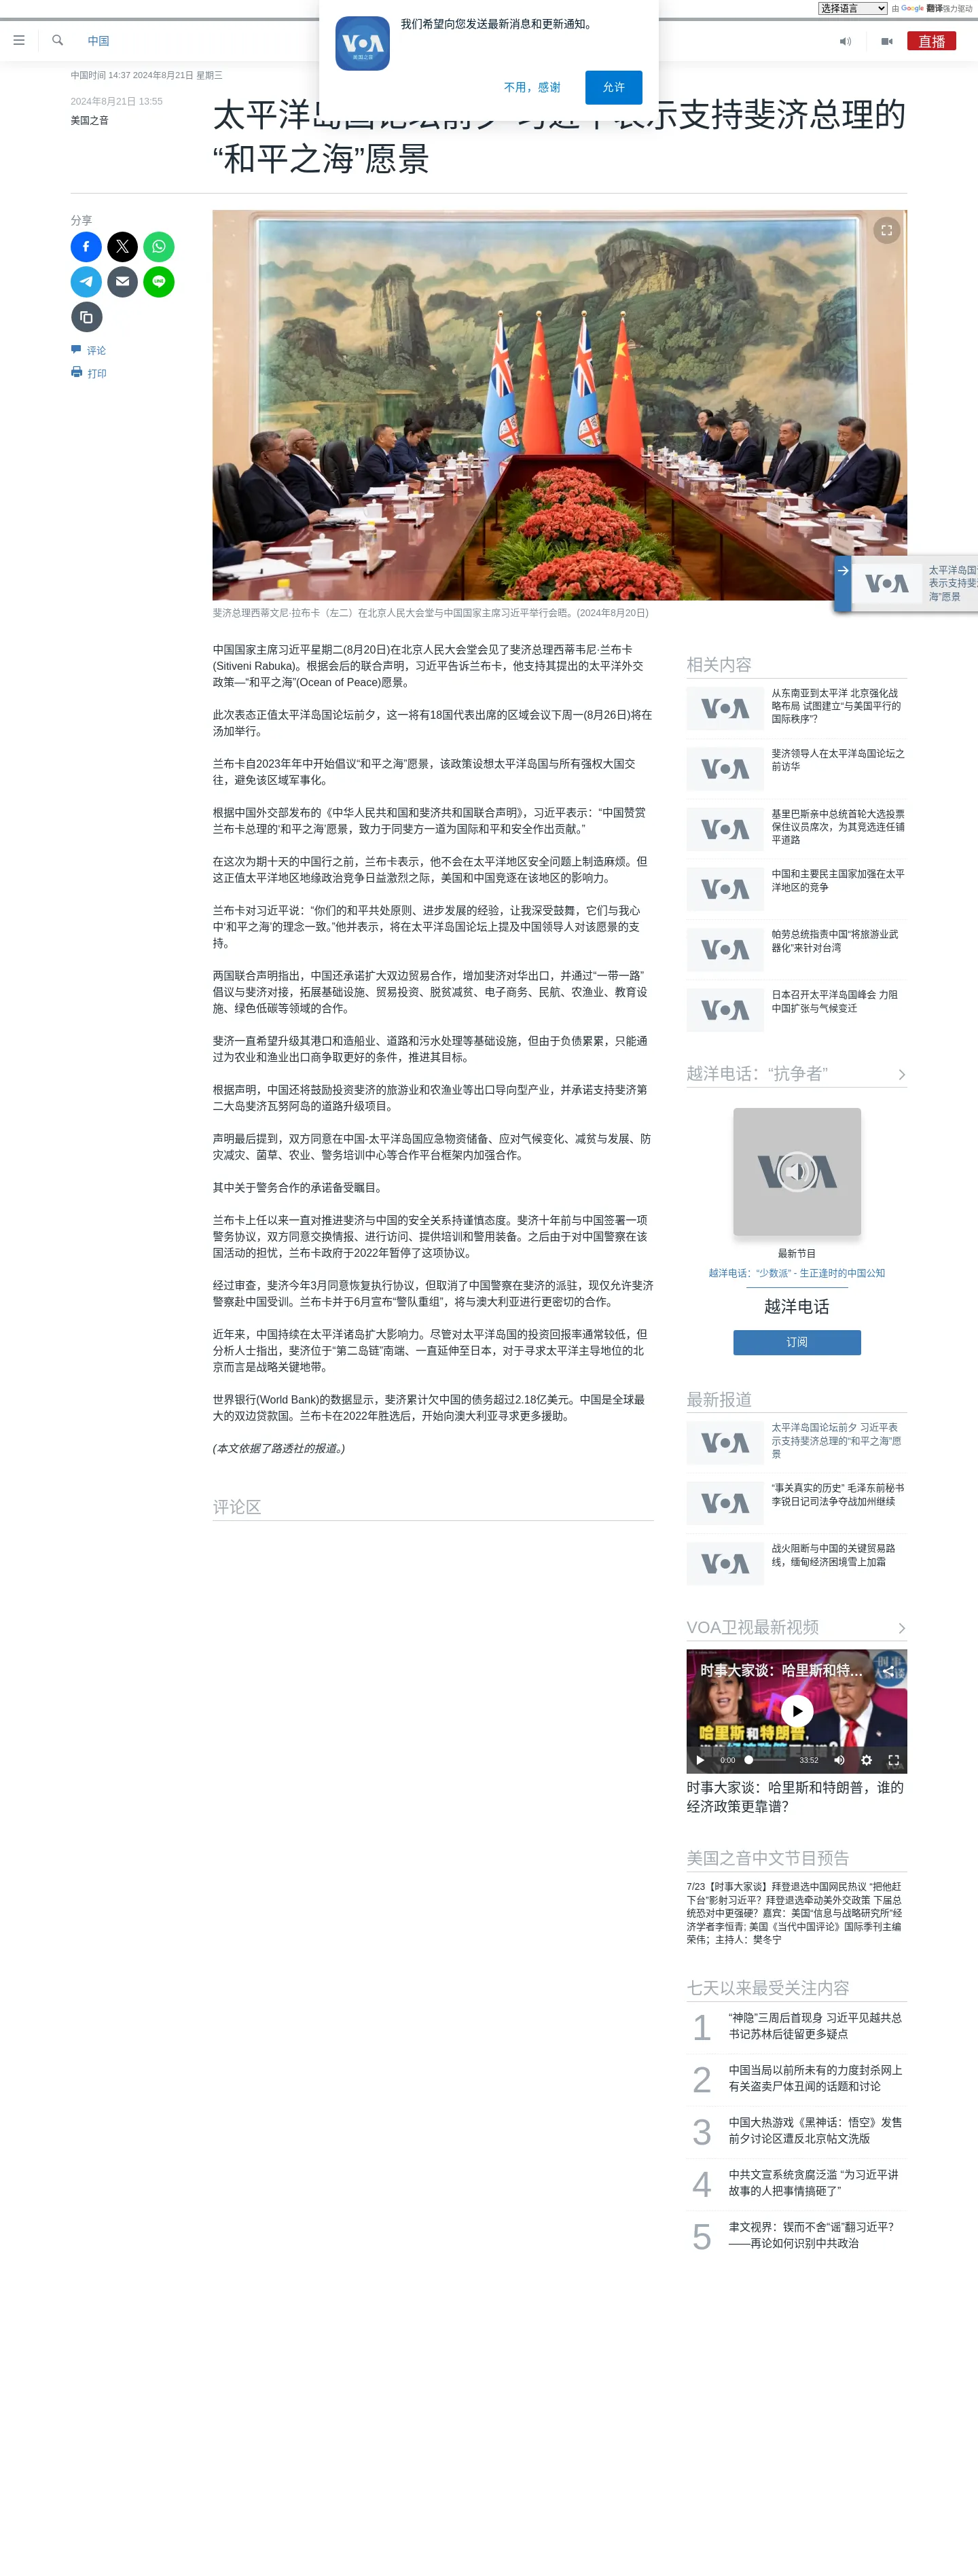 选择语言
由 Google 翻译强力驱动
VOA
美国之音
我们希望向您发送最新消息和更新通知。
不用，感谢
允许
中国
直播
中国时间 14:37 2024年8月21日 星期三
2024年8月21日 13:55
美国之音
太平洋岛国论坛前夕 习近平表示支持斐济总理的
“和平之海”愿景
分享
评论
打印
斐济总理西蒂文尼·拉布卡（左二）在北京人民大会堂与中国国家主席习近平举行会晤。(2024年8月20日)
VOA
太平洋岛国
表示支持斐
海”愿景
中国国家主席习近平星期二(8月20日)在北京人民大会堂会见了斐济总理西蒂韦尼·兰布卡
(Sitiveni Rabuka)。根据会后的联合声明，习近平告诉兰布卡，他支持其提出的太平洋外交
政策—“和平之海”(Ocean of Peace)愿景。
此次表态正值太平洋岛国论坛前夕，这一将有18国代表出席的区域会议下周一(8月26日)将在
汤加举行。
兰布卡自2023年年中开始倡议“和平之海”愿景，该政策设想太平洋岛国与所有强权大国交
往，避免该区域军事化。
根据中国外交部发布的《中华人民共和国和斐济共和国联合声明》，习近平表示：“中国赞赏
兰布卡总理的‘和平之海’愿景，致力于同斐方一道为国际和平和安全作出贡献。”
在这次为期十天的中国行之前，兰布卡表示，他不会在太平洋地区安全问题上制造麻烦。但
这正值太平洋地区地缘政治竞争日益激烈之际，美国和中国竞逐在该地区的影响力。
兰布卡对习近平说：“你们的和平共处原则、进步发展的经验，让我深受鼓舞，它们与我心
中‘和平之海’的理念一致。”他并表示，将在太平洋岛国论坛上提及中国领导人对该愿景的支
持。
两国联合声明指出，中国还承诺扩大双边贸易合作，增加斐济对华出口，并通过“一带一路”
倡议与斐济对接，拓展基础设施、贸易投资、脱贫减贫、电子商务、民航、农渔业、教育设
施、绿色低碳等领域的合作。
斐济一直希望升级其港口和造船业、道路和污水处理等基础设施，但由于负债累累，只能通
过为农业和渔业出口商争取更好的条件，推进其目标。
根据声明，中国还将鼓励投资斐济的旅游业和农渔业等出口导向型产业，并承诺支持斐济第
二大岛斐济瓦努阿岛的道路升级项目。
声明最后提到，双方同意在中国-太平洋岛国应急物资储备、应对气候变化、减贫与发展、防
灾减灾、菌草、农业、警务培训中心等合作平台框架内加强合作。
其中关于警务合作的承诺备受瞩目。
兰布卡上任以来一直对推进斐济与中国的安全关系持谨慎态度。斐济十年前与中国签署一项
警务协议，双方同意交换情报、进行访问、提供培训和警用装备。之后由于对中国警察在该
国活动的担忧，兰布卡政府于2022年暂停了这项协议。
经过审查，斐济今年3月同意恢复执行协议，但取消了中国警察在斐济的派驻，现仅允许斐济
警察赴中国受训。兰布卡并于6月宣布“警队重组”，将与澳大利亚进行更密切的合作。
近年来，中国持续在太平洋诸岛扩大影响力。尽管对太平洋岛国的投资回报率通常较低，但
分析人士指出，斐济位于“第二岛链”南端、一直延伸至日本，对于寻求太平洋主导地位的北
京而言是战略关键地带。
世界银行(World Bank)的数据显示，斐济累计欠中国的债务超过2.18亿美元。中国是全球最
大的双边贷款国。兰布卡在2022年胜选后，开始向澳大利亚寻求更多援助。
(本文依据了路透社的报道。)
评论区
相关内容
VOA
从东南亚到太平洋 北京强化战
略布局 试图建立“与美国平行的
国际秩序”？
VOA
斐济领导人在太平洋岛国论坛之
前访华
VOA
基里巴斯亲中总统首轮大选投票
保住议员席次，为其竞选连任铺
平道路
VOA
中国和主要民主国家加强在太平
洋地区的竞争
VOA
帕劳总统指责中国“将旅游业武
器化”来针对台湾
VOA
日本召开太平洋岛国峰会 力阻
中国扩张与气候变迁
越洋电话：“抗争者”
VOA
最新节目
越洋电话：“少数派” - 生正逢时的中国公知
越洋电话
订阅
最新报道
VOA
太平洋岛国论坛前夕 习近平表
示支持斐济总理的“和平之海”愿
景
VOA
“事关真实的历史” 毛泽东前秘书
李锐日记司法争夺战加州继续
VOA
战火阻断与中国的关键贸易路
线，缅甸经济困境雪上加霜
VOA卫视最新视频
时事大家谈：哈里斯和特…
时事
大家谈
哈里斯和特朗普，
谁的经济政策更靠谱？
0:00
33:52
VOA
时事大家谈：哈里斯和特朗普，谁的
经济政策更靠谱？
美国之音中文节目预告
7/23【时事大家谈】拜登退选中国网民热议 “把他赶
下台”影射习近平？拜登退选牵动美外交政策 下届总
统恐对中更强硬？嘉宾：美国“信息与战略研究所”经
济学者李恒青; 美国《当代中国评论》国际季刊主编
荣伟；主持人：樊冬宁
七天以来最受关注内容
1
“神隐”三周后首现身 习近平见越共总
书记苏林后徒留更多疑点
2
中国当局以前所未有的力度封杀网上
有关盗卖尸体丑闻的话题和讨论
3
中国大热游戏《黑神话：悟空》发售
前夕讨论区遭反北京帖文洗版
4
中共文宣系统贪腐泛滥 “为习近平讲
故事的人把事情搞砸了”
5
聿文视界：锲而不舍“谣”翻习近平？
——再论如何识别中共政治